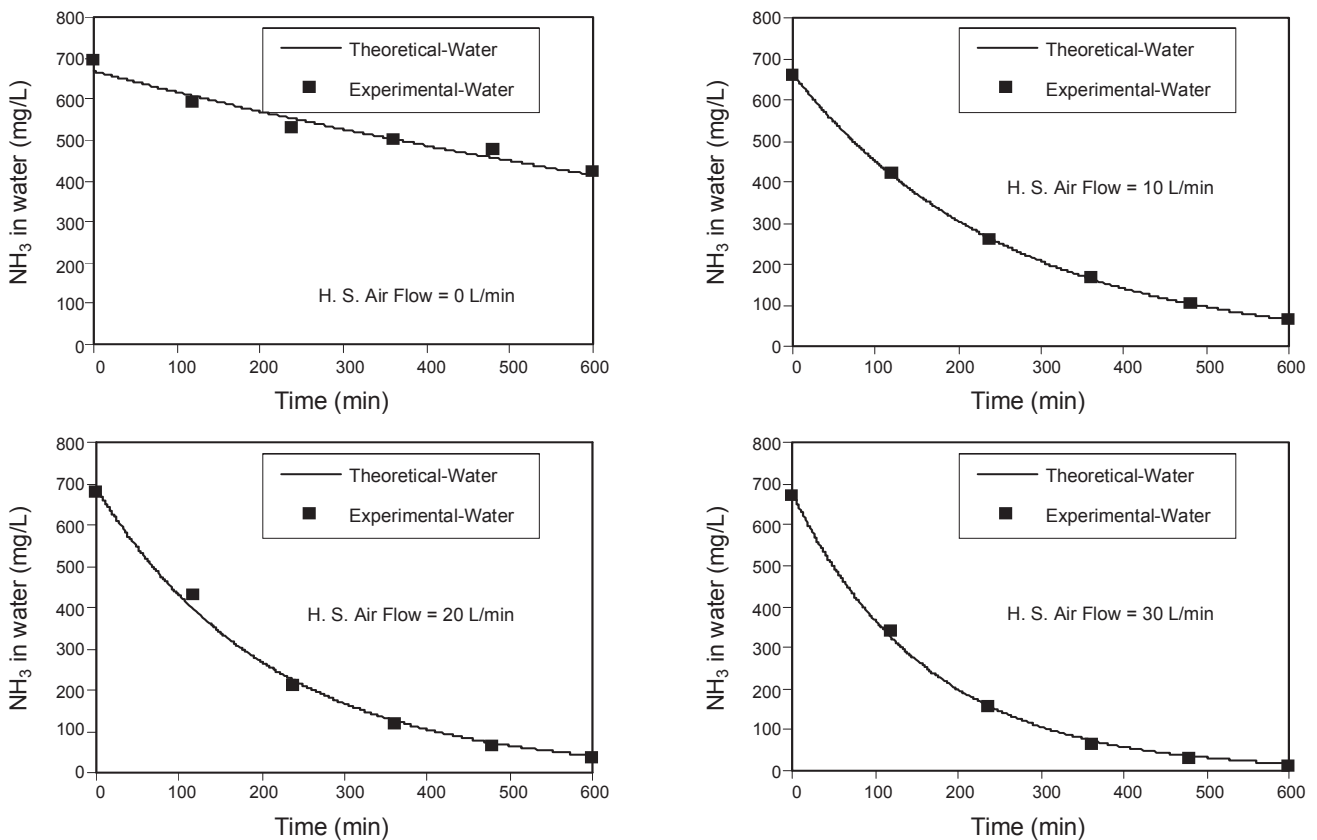 800
700
600
500
400
300
200
100
0
NH3 in water (mg/L)
Theoretical-Water
Experimental-Water
H. S. Air Flow = 0 L/min
0 100 200 300 400 500 600
Time (min)
800
700
600
500
400
300
200
100
0
NH3 in water (mg/L)
Theoretical-Water
Experimental-Water
H. S. Air Flow = 10 L/min
0 100 200 300 400 500 600
Time (min)
800
700
600
500
400
300
200
100
0
NH3 in water (mg/L)
Theoretical-Water
Experimental-Water
H. S. Air Flow = 20 L/min
0 100 200 300 400 500 600
Time (min)
800
700
600
500
400
300
200
100
0
NH3 in water (mg/L)
Theoretical-Water
Experimental-Water
H. S. Air Flow = 30 L/min
0 100 200 300 400 500 600
Time (min)